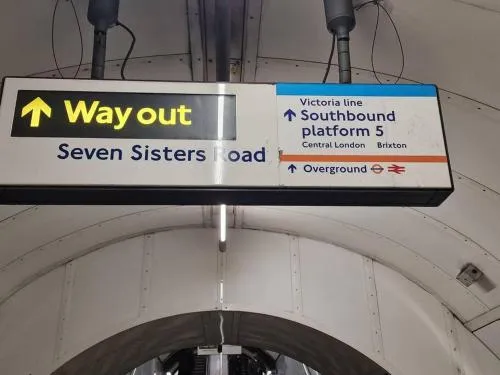 Way out
Seven Sisters Road
Victoria line
Southbound
platform 5
Central London Brixton
Overground